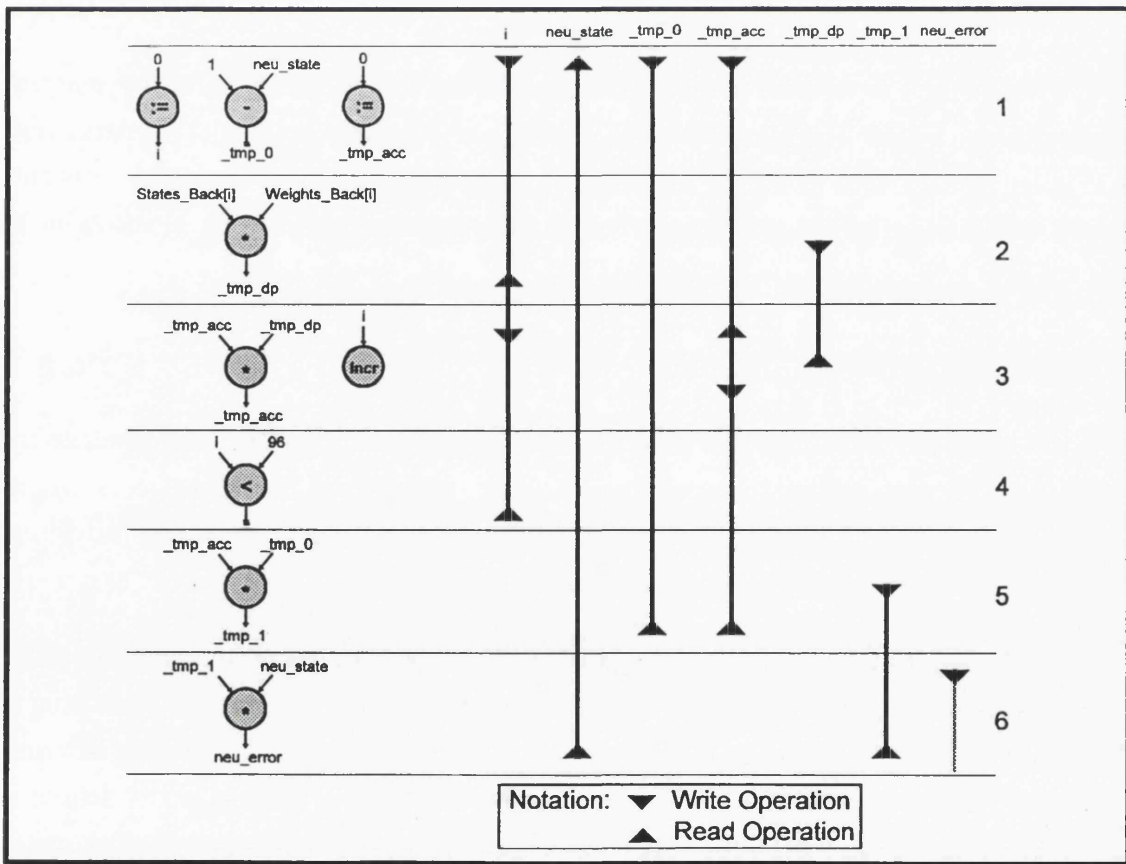 i neu_state _tmp_0 _tmp_acc _tmp_dp _tmp_1 neu_error
0 1 neu_state 0
:= - := 1
i _tmp_0 _tmp_acc
States_Back[i] Weights_Back[i]
* 2
_tmp_dp
_tmp_acc _tmp_dp i
* Incr 3
_tmp_acc
i 96
< 4
_tmp_acc _tmp_0
* 5
_tmp_1
_tmp_1 neu_state
* 6
neu_error
Notation: Write Operation
Read Operation